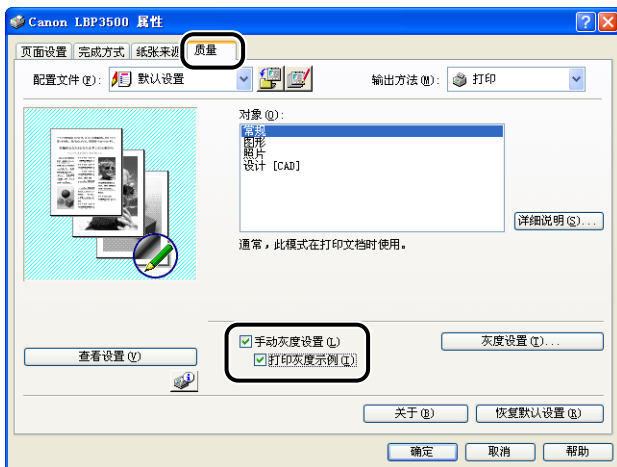 Canon LBP3500 属性
页面设置 完成方式 纸张来源 质量
配置文件(F): 默认设置 输出方法(M): 打印
对象(O):
常规
图形
照片
设计 [CAD]
详细说明(S)...
通常，此模式在打印文档时使用。
手动灰度设置(L) 灰度设置(T)...
打印灰度示例(I)
查看设置(V)
关于(B) 恢复默认设置(R)
确定 取消 帮助